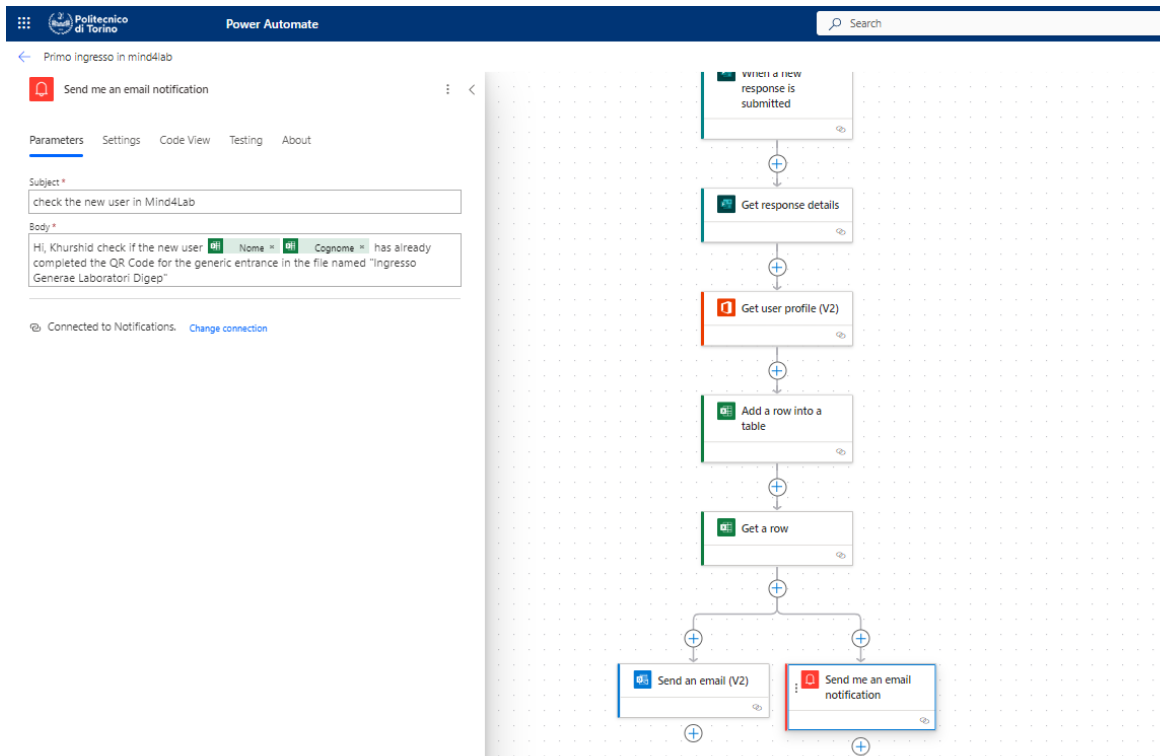 Politecnico
di Torino
Power Automate
Search
Primo ingresso in mind4lab
Send me an email notification
Parameters Settings Code View Testing About
Subject *
check the new user in Mind4Lab
Body *
Hi, Khurshid check if the new user Nome × Cognome × has already
completed the QR Code for the generic entrance in the file named "Ingresso
Generae Laboratori Digep"
Connected to Notifications. Change connection
When a new
response is
submitted
Get response details
Get user profile (V2)
Add a row into a
table
Get a row
Send an email (V2)
Send me an email
notification